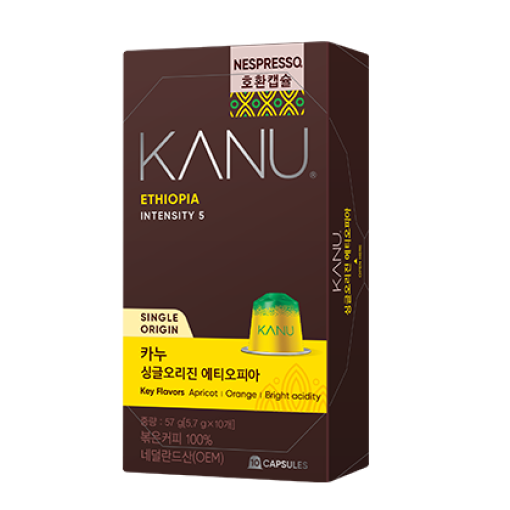 NESPRESSO.
호환캡슐
KANU®
ETHIOPIA
INTENSITY 5
SINGLE
ORIGIN
KANU
카누
싱글오리진 에티오피아
Key Flavors Apricot | Orange | Bright acidity
중량 : 57 g[5.7 g×10개]
볶은커피 100%
네덜란드산(OEM)
10 CAPSULES
KANU®
싱글오리진 에티오피아